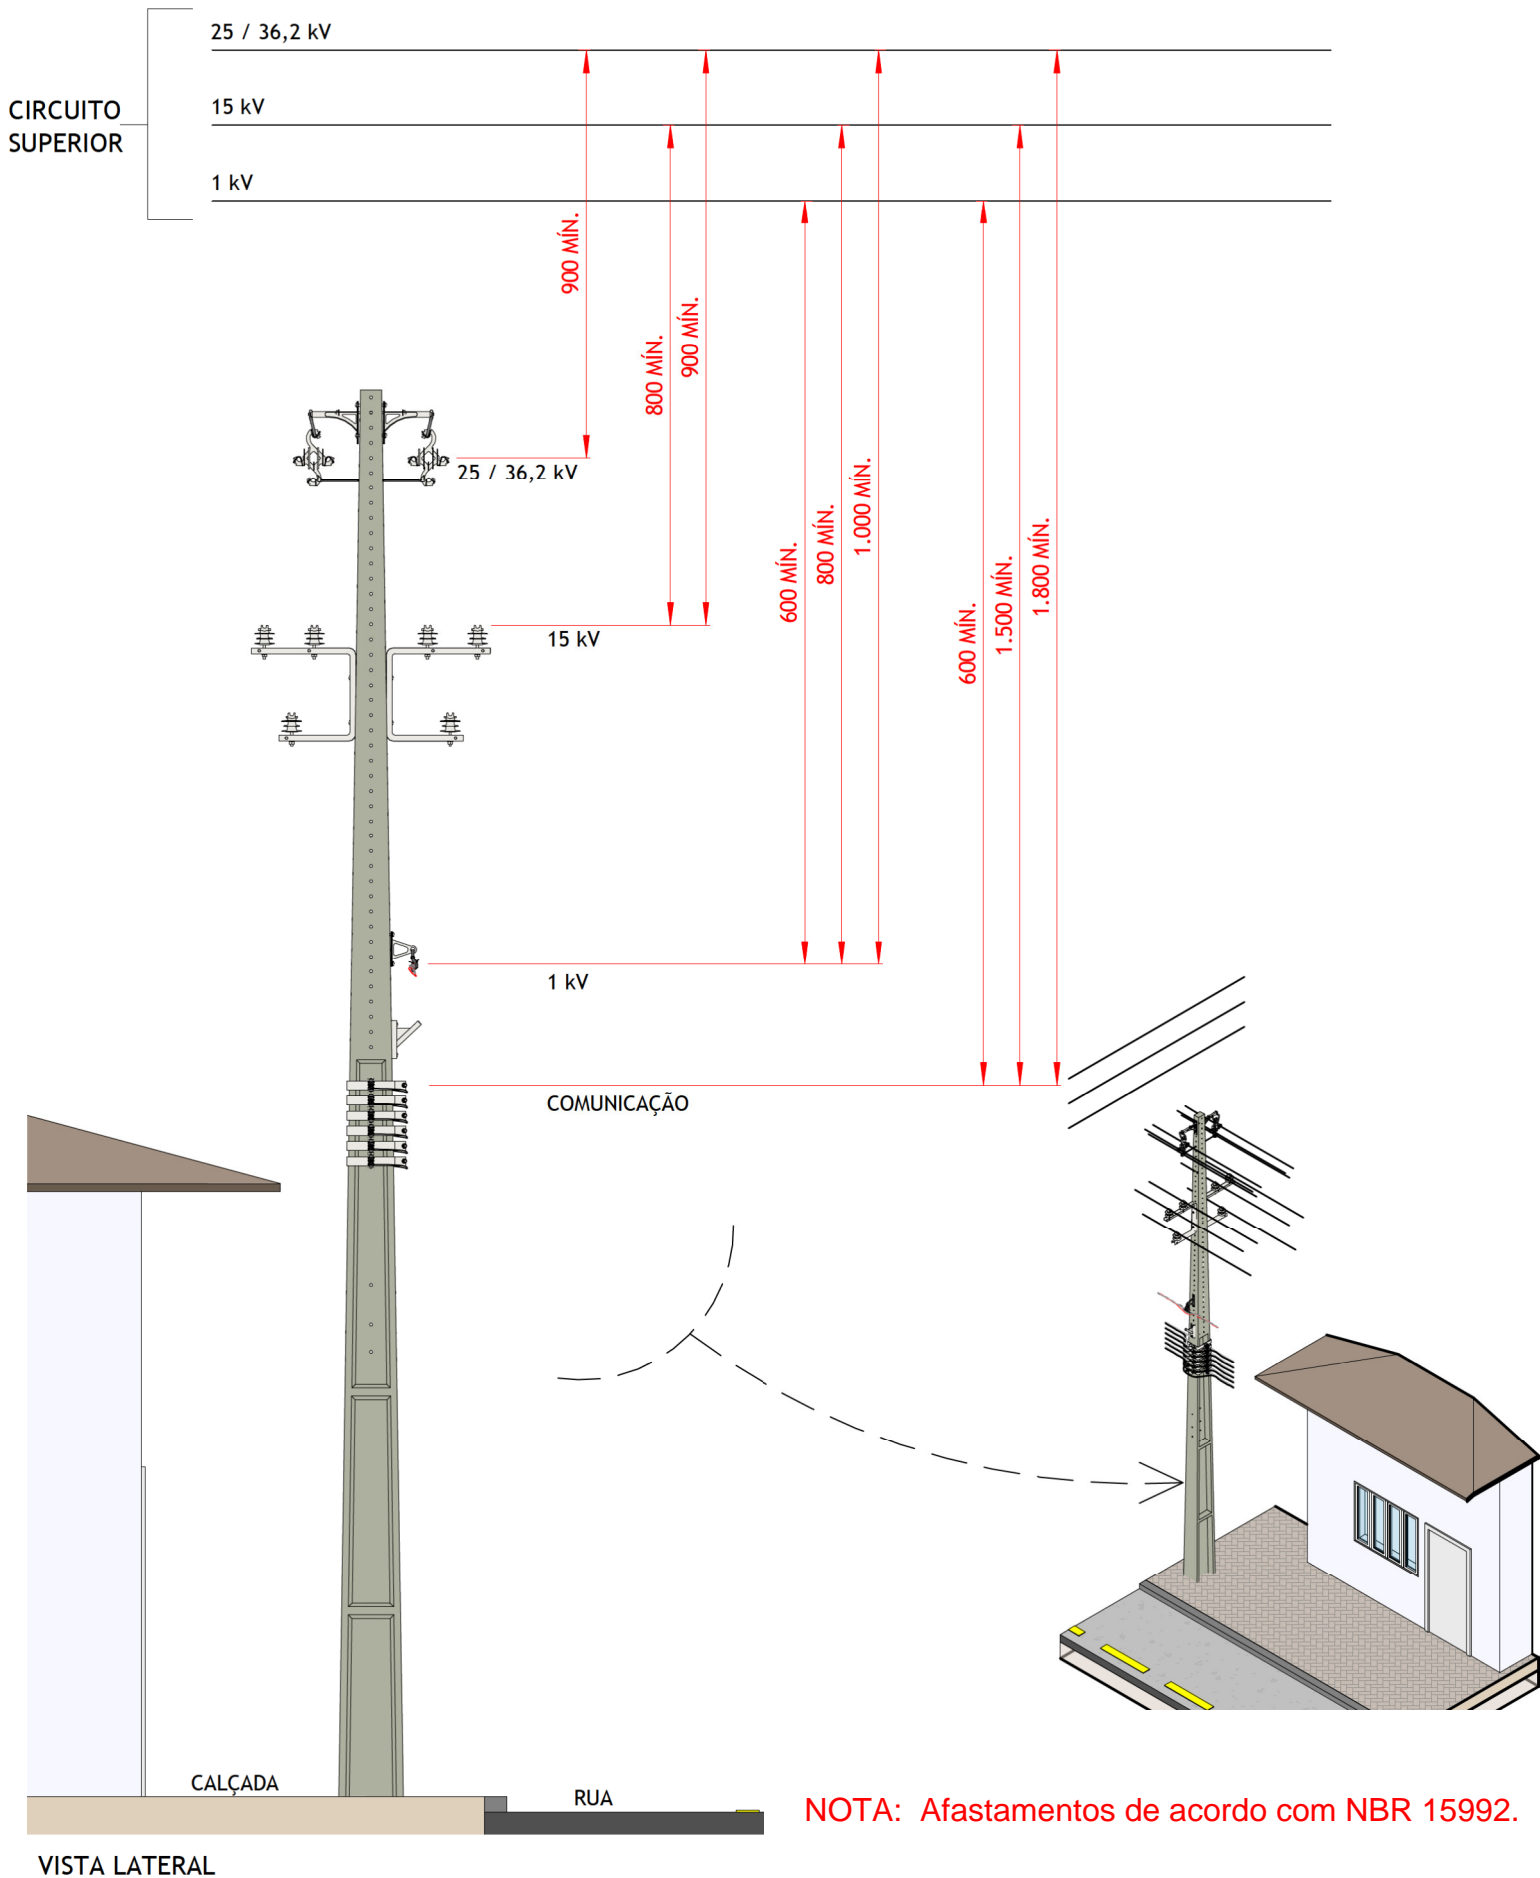 25 / 36,2 kV
CIRCUITO
SUPERIOR
15 kV
1 kV
900 MÍN.
800 MÍN.
900 MÍN.
600 MÍN.
800 MÍN.
1.000 MÍN.
600 MÍN.
1.500 MÍN.
1.800 MÍN.
25 / 36,2 kV
15 kV
1 kV
COMUNICAÇÃO
CALÇADA
RUA
NOTA: Afastamentos de acordo com NBR 15992.
VISTA LATERAL